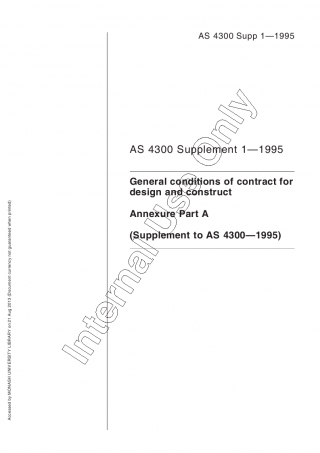 AS 4300 Supp 1—1995
AS 4300 Supplement 1—1995
General conditions of contract for
design and construct
Annexure Part A
(Supplement to AS 4300—1995)
Internal Use Only
Accessed by MONASH UNIVERSITY LIBRARY on 21 Aug 2013 (Document currency not guaranteed when printed)